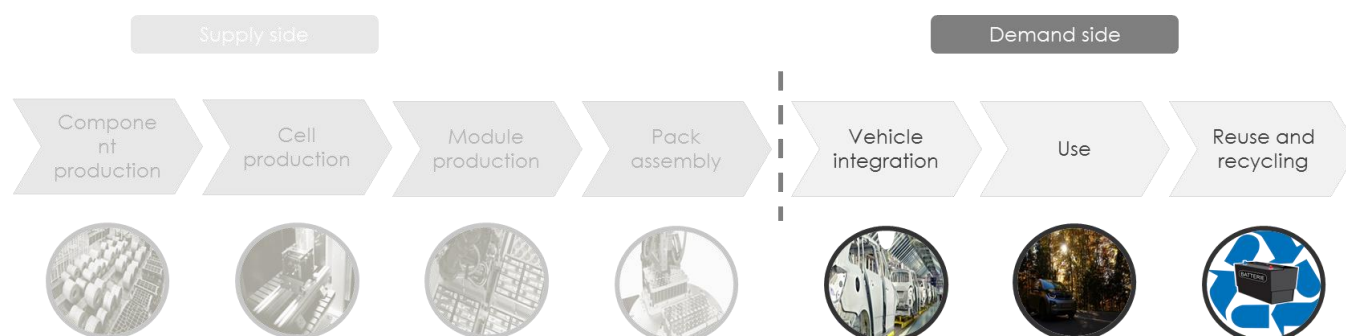 Supply side
Demand side
Compone
nt
production
Cell
production
Module
production
Pack
assembly
Vehicle
integration
Use
Reuse and
recycling
BATTERIE